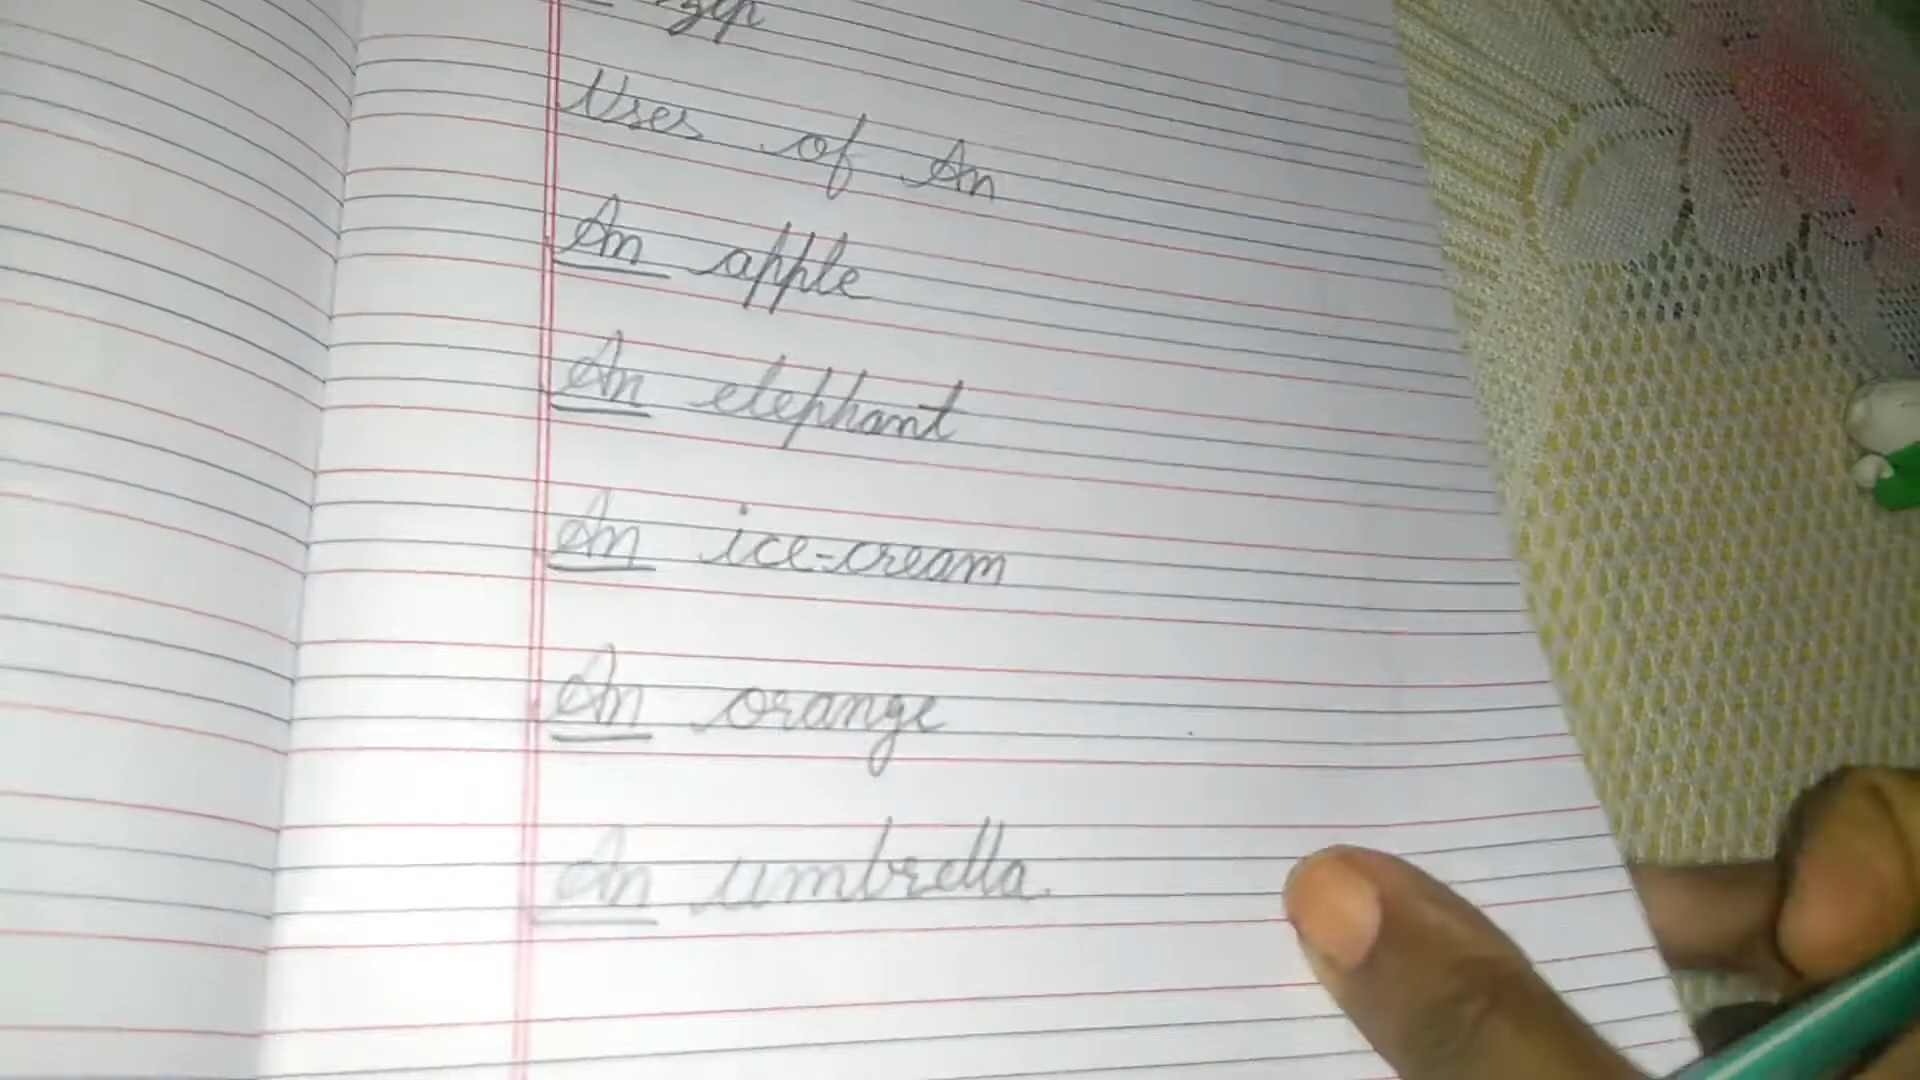 Uses of An
An apple
An elephant
An ice-cream
An orange
An umbrella.